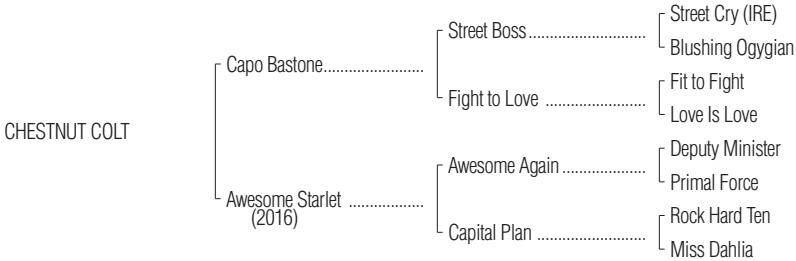 Street Cry (IRE)
Street Boss..............................
Blushing Ogygian
Capo Bastone.........................
Fit to Fight
Fight to Love ..........................
Love Is Love
CHESTNUT COLT
Deputy Minister
Awesome Again......................
Primal Force
Awesome Starlet ...................
(2016)
Rock Hard Ten
Capital Plan ............................
Miss Dahlia